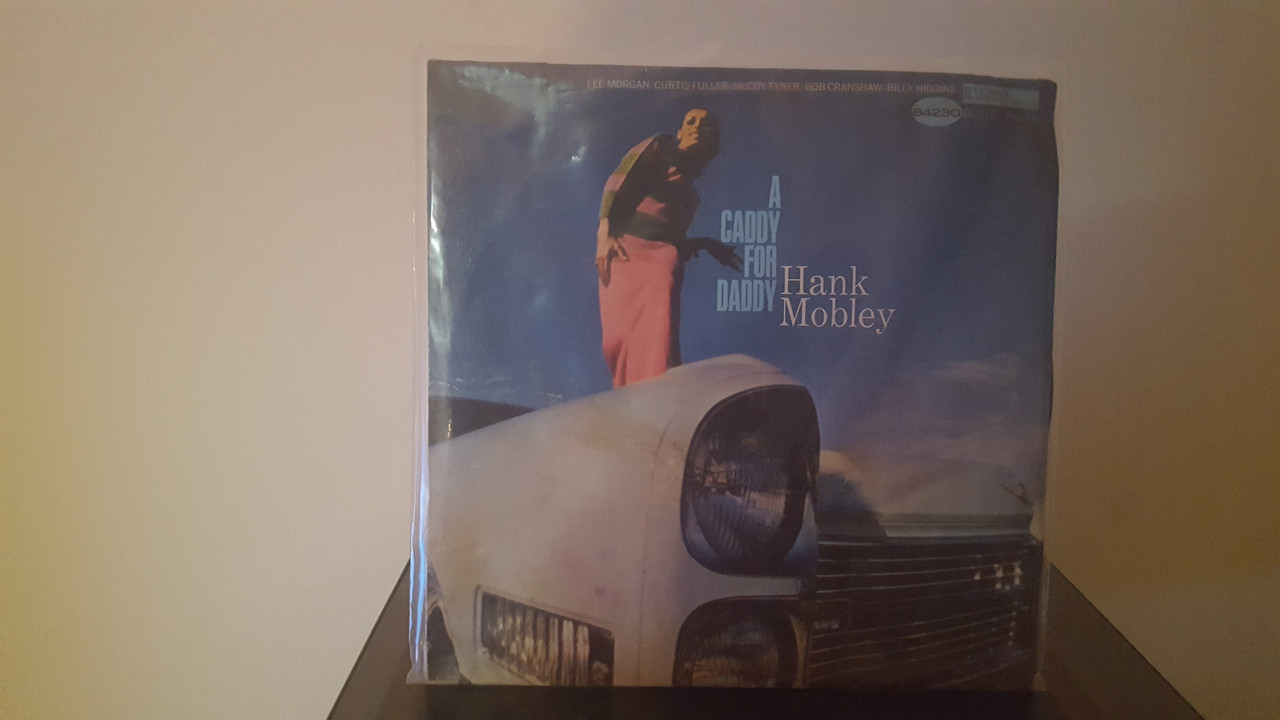 LEE MORGAN CURTIS FULLER McCOY TYNER BOB CRANSHAW BILLY HIGGINS
84230
A
CADDY
FOR
DADDY
Hank
Mobley